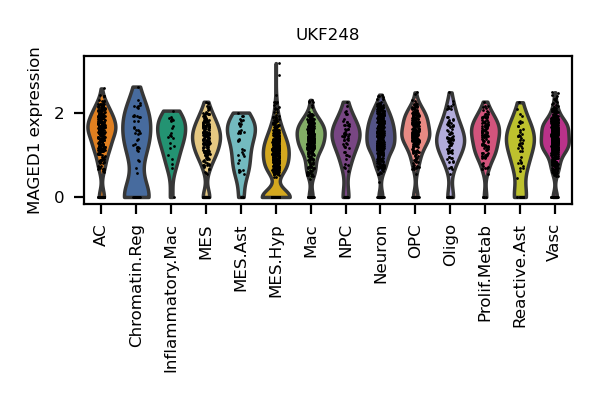 UKF248
MAGED1 expression
2
0
AC
Chromatin.Reg
Inflammatory.Mac
MES
MES.Ast
MES.Hyp
Mac
NPC
Neuron
OPC
Oligo
Prolif.Metab
Reactive.Ast
Vasc